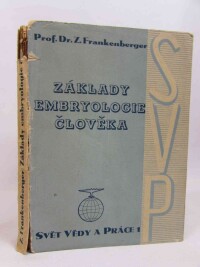 Prof. Dr. Z. Frankenberger
ZÁKLADY
EMBRYOLOGIE
ČLOVĚKA
SVP
SVĚT VĚDY A PRÁCE 1
Z. Frankenberger: Základy embryologie